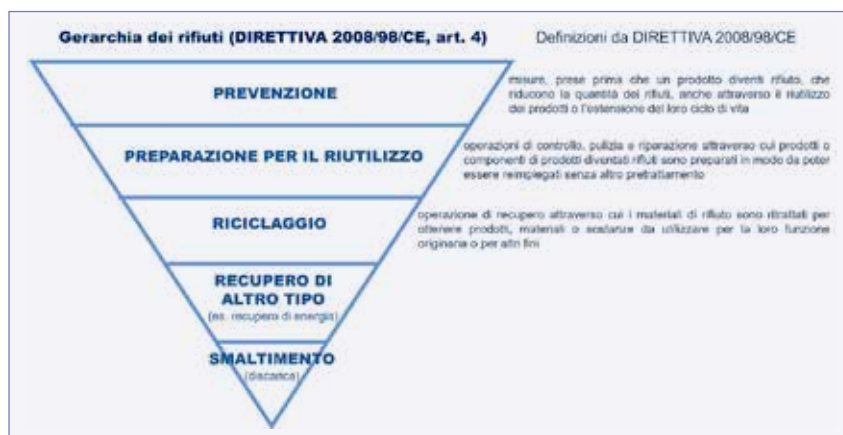 Gerarchia dei rifiuti (DIRETTIVA 2008/98/CE, art. 4)
Definizioni da DIRETTIVA 2008/98/CE
PREVENZIONE
misure, prese prima che un prodotto diventi rifiuto, che
riducono la quantità dei rifiuti, anche attraverso il riutilizzo
dei prodotti o l'estensione del loro ciclo di vita
PREPARAZIONE PER IL RIUTILIZZO
operazioni di controllo, pulizia e riparazione attraverso cui prodotti o
componenti di prodotti diventati rifiuti sono preparati in modo da poter
essere reimpiegati senza altro pretrattamento
RICICLAGGIO
operazione di recupero attraverso cui i materiali di rifiuto sono ritrattati per
ottenere prodotti, materiali o sostanze da utilizzare per la loro funzione
originaria o per altri fini
RECUPERO DI
ALTRO TIPO
(es. recupero di energia)
SMALTIMENTO
(discarica)